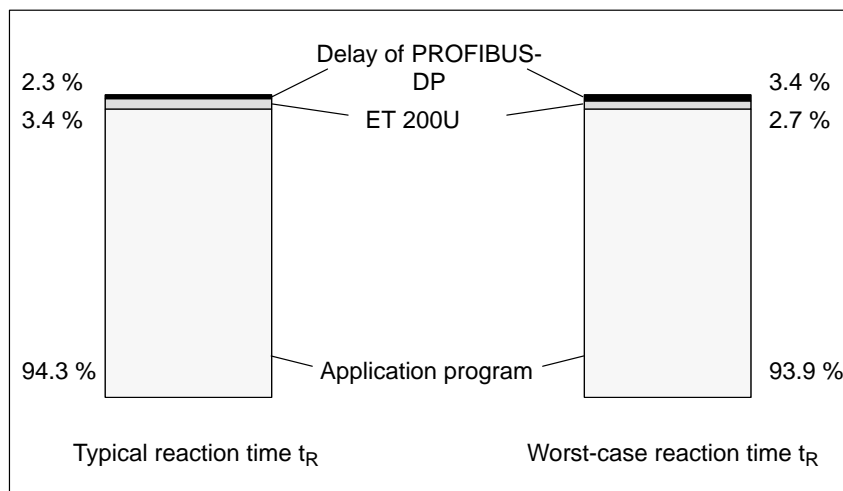 Delay of PROFIBUS-
DP
2.3 %
3.4 %
ET 200U
3.4 %
2.7 %
94.3 %
Application program
93.9 %
Typical reaction time tR
Worst-case reaction time tR